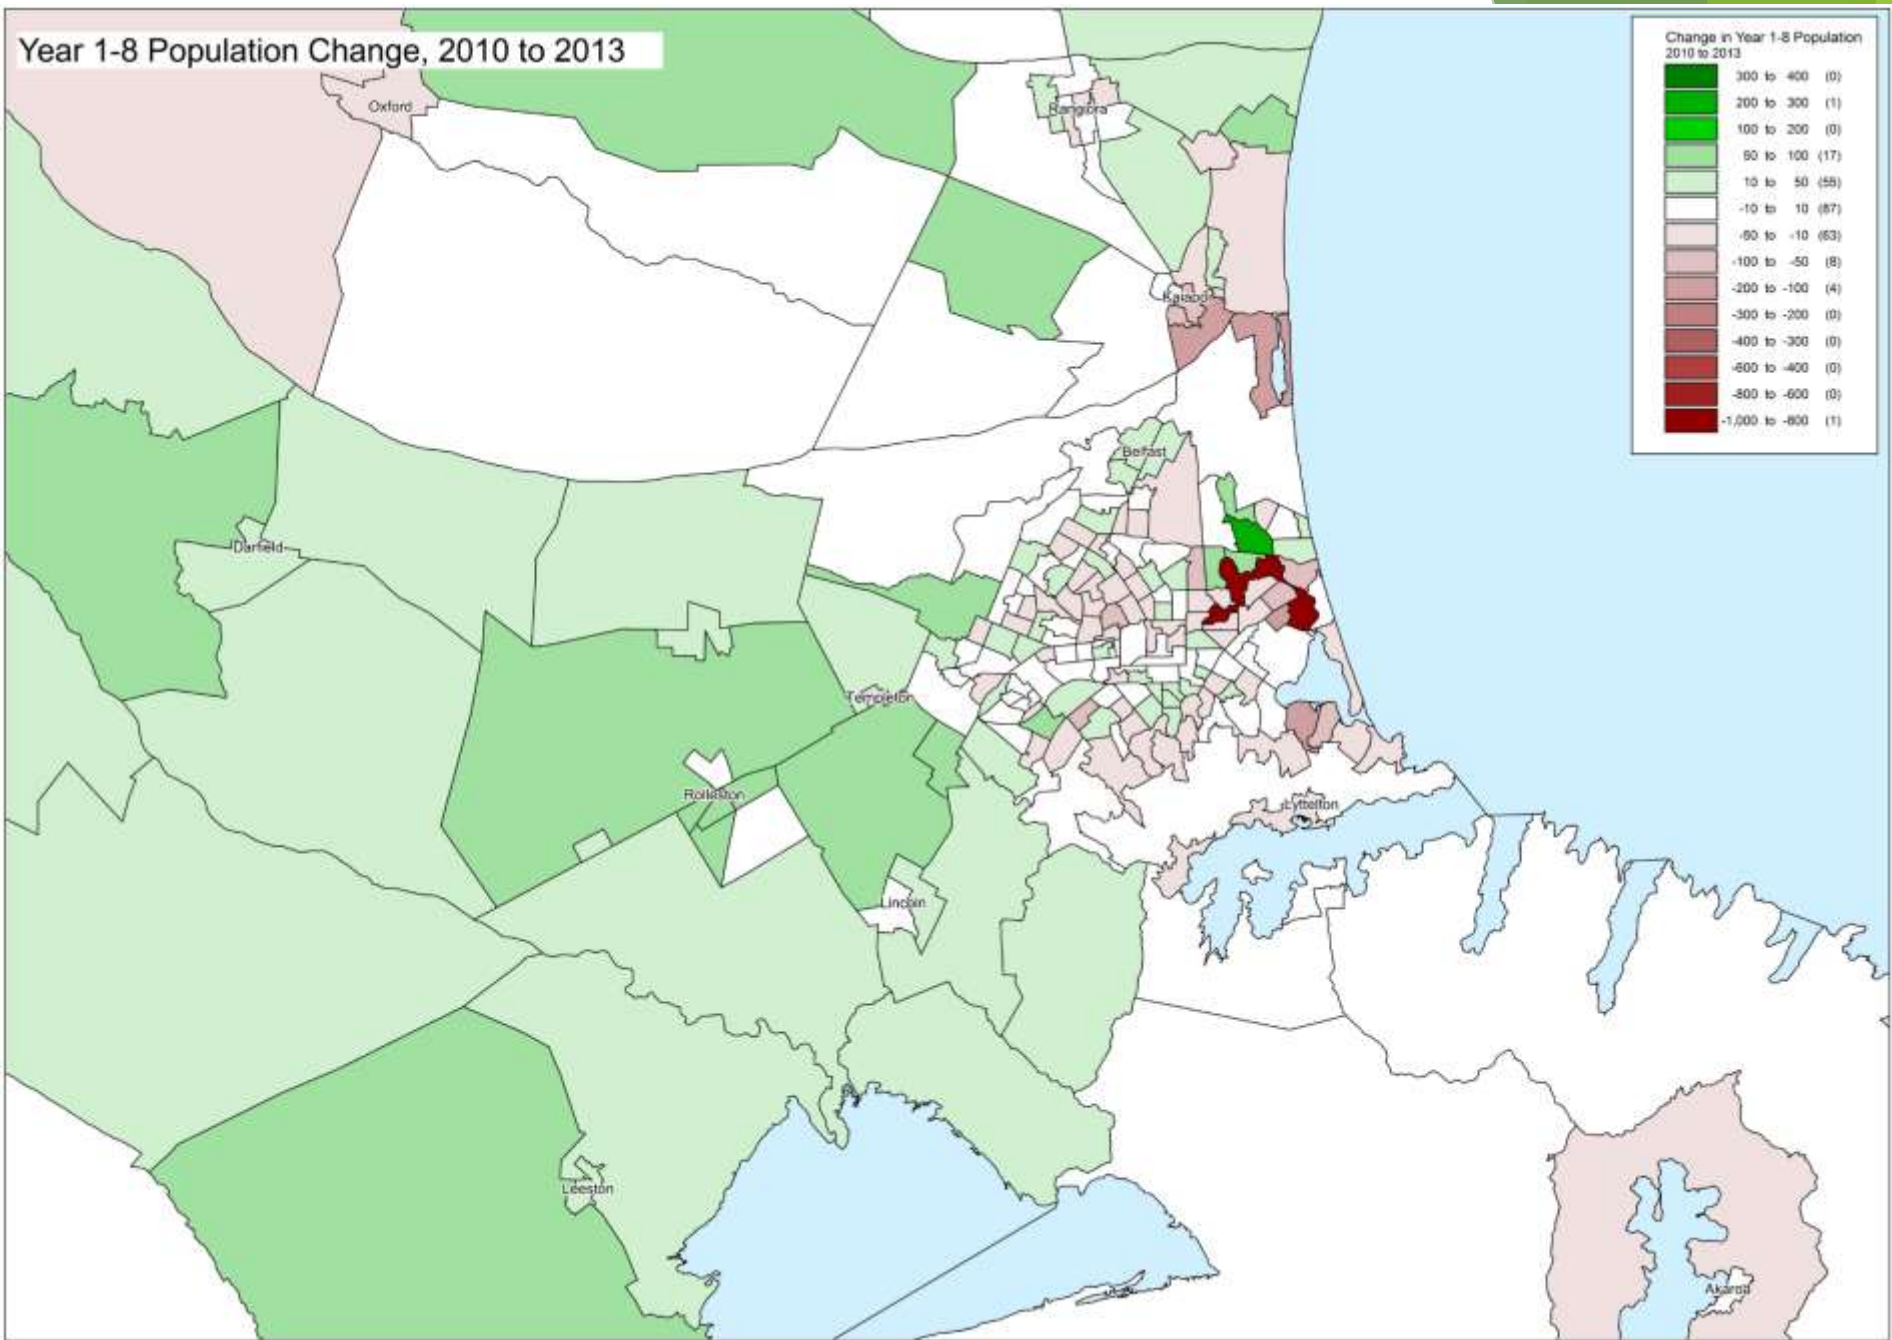 Year 1-8 Population Change, 2010 to 2013
Change in Year 1-8 Population
2010 to 2013
300 to 400 (0)
200 to 300 (1)
100 to 200 (0)
50 to 100 (17)
10 to 50 (55)
-10 to 10 (87)
-50 to -10 (63)
-100 to -50 (8)
-200 to -100 (4)
-300 to -200 (0)
-400 to -300 (0)
-600 to -400 (0)
-800 to -600 (0)
-1,000 to -800 (1)
Oxford
Rangiora
Kaiapoi
Belfast
Darfield
Templeton
Rolleston
Lyttelton
Lincoln
Leeston
Akaroa